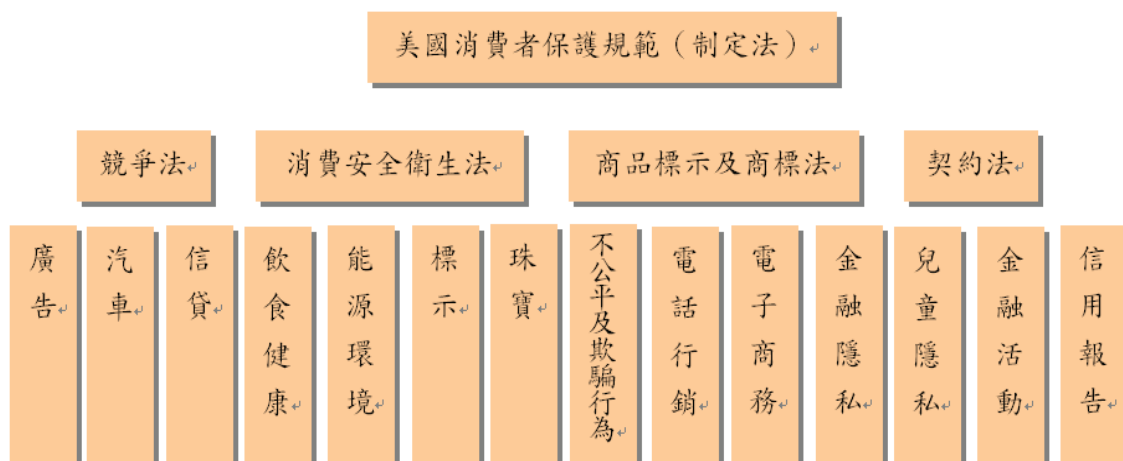 美國消費者保護規範（制定法）
競爭法
消費安全衛生法
商品標示及商標法
契約法
廣告
汽車
信貸
飲食健康
能源環境
標示
珠寶
不公平及欺騙行為
電話行銷
電子商務
金融隱私
兒童隱私
金融活動
信用報告